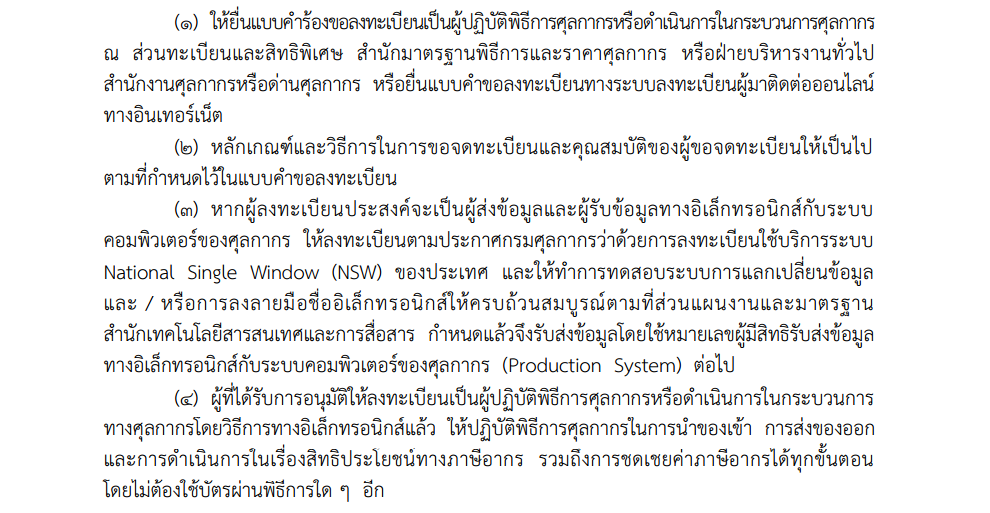 (๑) ให้ยื่นแบบคำร้องขอลงทะเบียนเป็นผู้ปฏิบัติพิธีการศุลกากรหรือดำเนินการในกระบวนการศุลกากร
ณ ส่วนทะเบียนและสิทธิพิเศษ สำนักมาตรฐานพิธีการและราคาศุลกากร หรือฝ่ายบริหารงานทั่วไป
สำนักงานศุลกากรหรือด่านศุลกากร หรือยื่นแบบคำขอลงทะเบียนทางระบบลงทะเบียนผู้มาติดต่อออนไลน์
ทางอินเทอร์เน็ต
(๒) หลักเกณฑ์และวิธีการในการขอจดทะเบียนและคุณสมบัติของผู้ขอจดทะเบียนให้เป็นไป
ตามที่กำหนดไว้ในแบบคำขอลงทะเบียน
(๓) หากผู้ลงทะเบียนประสงค์จะเป็นผู้ส่งข้อมูลและผู้รับข้อมูลทางอิเล็กทรอนิกส์กับระบบ
คอมพิวเตอร์ของศุลกากร ให้ลงทะเบียนตามประกาศกรมศุลกากรว่าด้วยการลงทะเบียนใช้บริการระบบ
National Single Window (NSW) ของประเทศ และให้ทำการทดสอบระบบการแลกเปลี่ยนข้อมูล
และ / หรือการลงลายมือชื่ออิเล็กทรอนิกส์ให้ครบถ้วนสมบูรณ์ตามที่ส่วนแผนงานและมาตรฐาน
สำนักเทคโนโลยีสารสนเทศและการสื่อสาร กำหนดแล้วจึงรับส่งข้อมูลโดยใช้หมายเลขผู้มีสิทธิรับส่งข้อมูล
ทางอิเล็กทรอนิกส์กับระบบคอมพิวเตอร์ของศุลกากร (Production System) ต่อไป
(๔) ผู้ที่ได้รับการอนุมัติให้ลงทะเบียนเป็นผู้ปฏิบัติพิธีการศุลกากรหรือดำเนินการในกระบวนการ
ทางศุลกากรโดยวิธีการทางอิเล็กทรอนิกส์แล้ว ให้ปฏิบัติพิธีการศุลกากรในการนำของเข้า การส่งของออก
และการดำเนินการในเรื่องสิทธิประโยชน์ทางภาษีอากร รวมถึงการชดเชยค่าภาษีอากรได้ทุกขั้นตอน
โดยไม่ต้องใช้บัตรผ่านพิธีการใด ๆ อีก